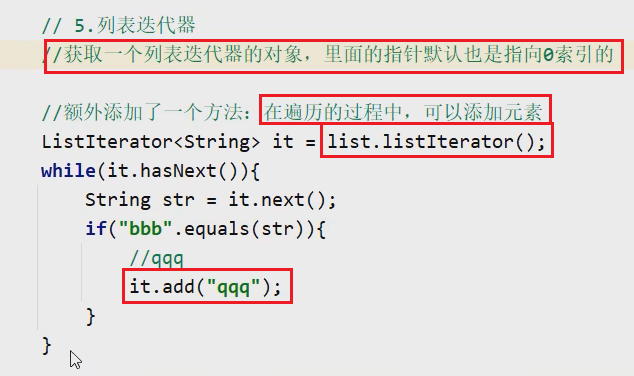 // 5.列表迭代器
//获取一个列表迭代器的对象，里面的指针默认也是指向0索引的
//额外添加了一个方法：在遍历的过程中，可以添加元素
ListIterator<String> it = list.listIterator();
while(it.hasNext()){
String str = it.next();
if("bbb".equals(str)){
//qqq
it.add("qqq");
}
}